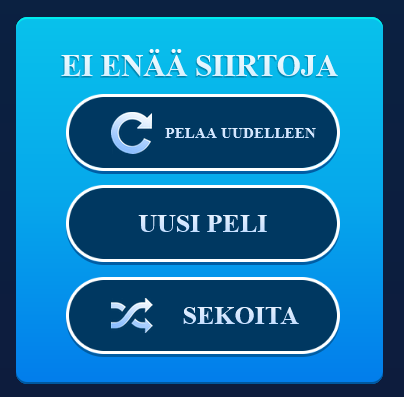 EI ENÄÄ SIIRTOJA
PELAA UUDELLEEN
UUSI PELI
SEKOITA